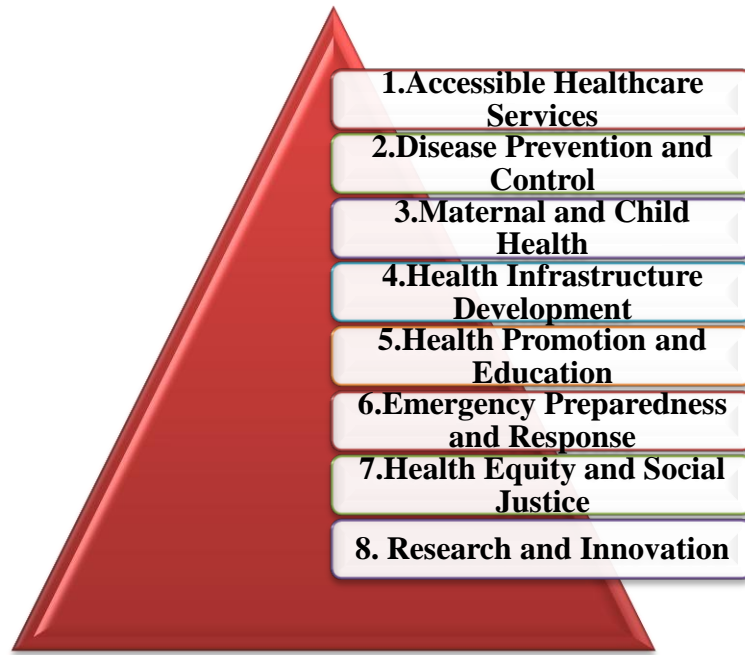 1.Accessible Healthcare
Services
2.Disease Prevention and
Control
3.Maternal and Child
Health
4.Health Infrastructure
Development
5.Health Promotion and
Education
6.Emergency Preparedness
and Response
7.Health Equity and Social
Justice
8. Research and Innovation